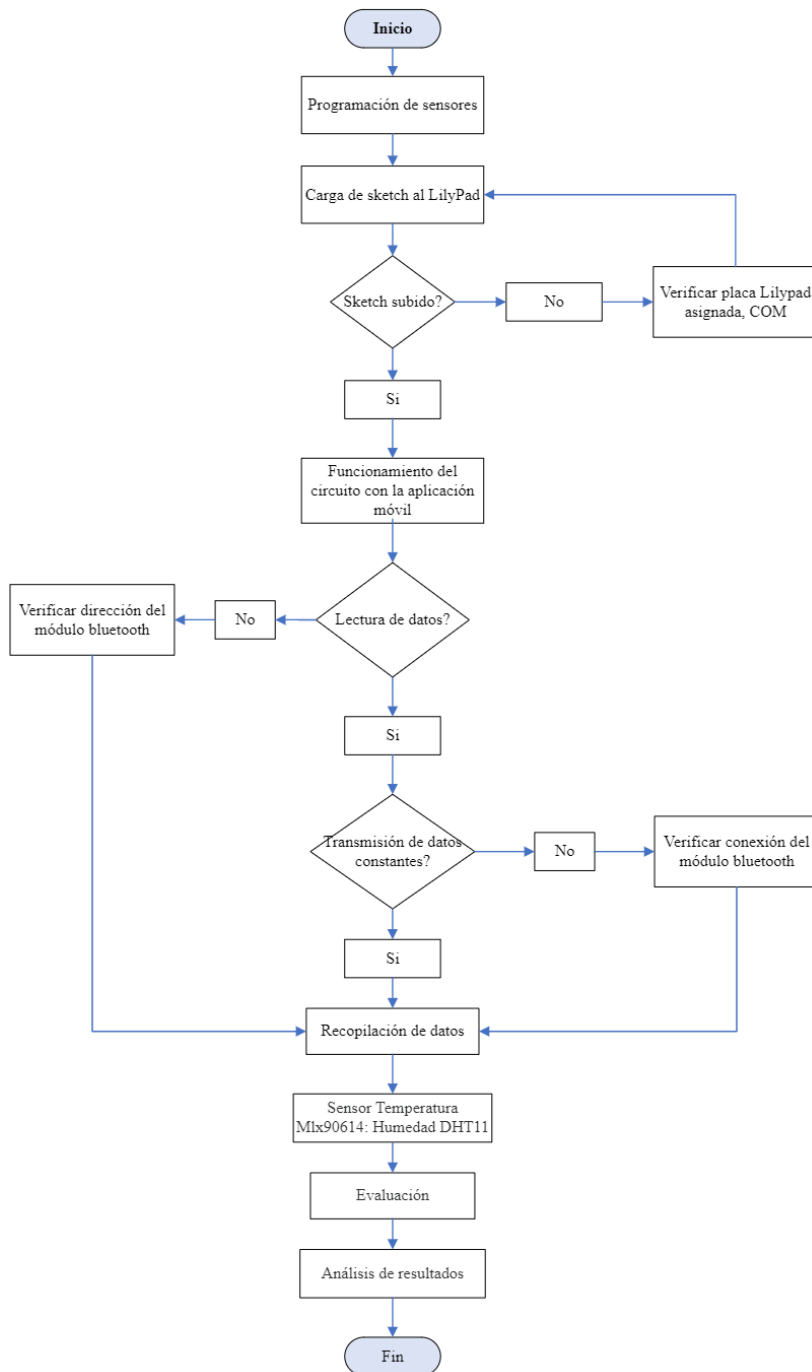 Inicio
Programación de sensores
Carga de sketch al LilyPad
Sketch subido?
No
Verificar placa Lilypad
asignada, COM
Si
Funcionamiento del
circuito con la aplicación
móvil
Verificar dirección del
módulo bluetooth
No
Lectura de datos?
Si
Transmisión de datos
constantes?
No
Verificar conexión del
módulo bluetooth
Si
Recopilación de datos
Sensor Temperatura
Mlx90614: Humedad DHT11
Evaluación
Análisis de resultados
Fin